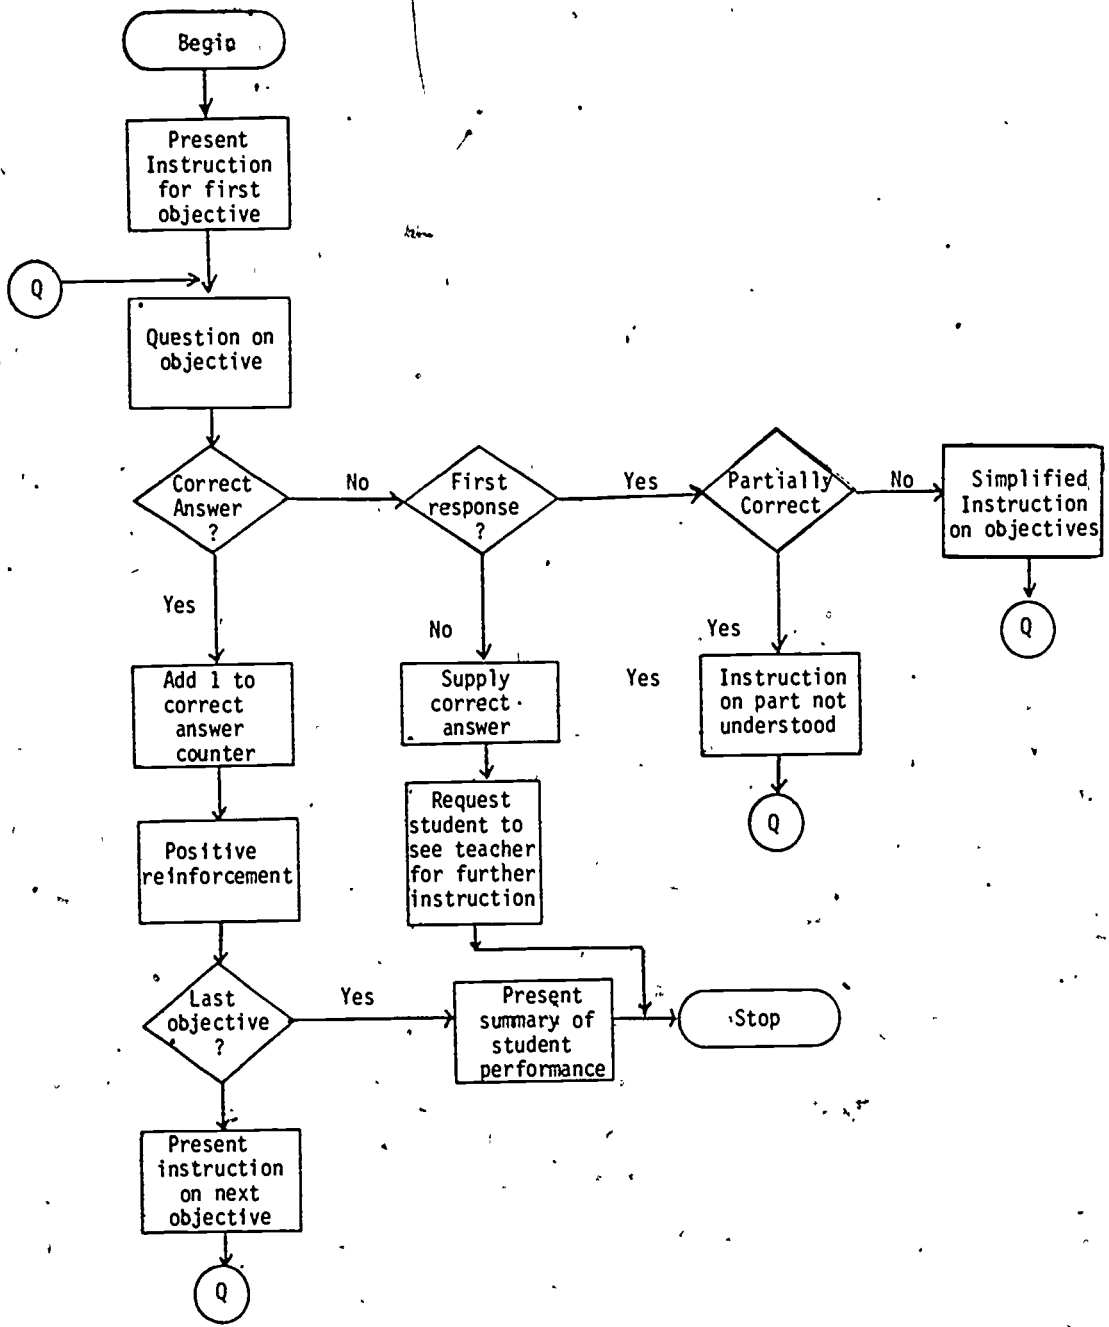 Begin
Present
Instruction
for first
objective
Q
Question on
objective
Correct
Answer
?
No
First
response
?
Yes
Partially
Correct
No
Simplified
Instruction
on objectives
Q
Yes
Add 1 to
correct
answer
counter
No
Supply
correct
answer
Yes
Yes
Instruction
on part not
understood
Q
Positive
reinforcement
Request
student to
see teacher
for further
instruction
Last
objective
?
Yes
Present
summary of
student
performance
Stop
Present
instruction
on next
objective
Q